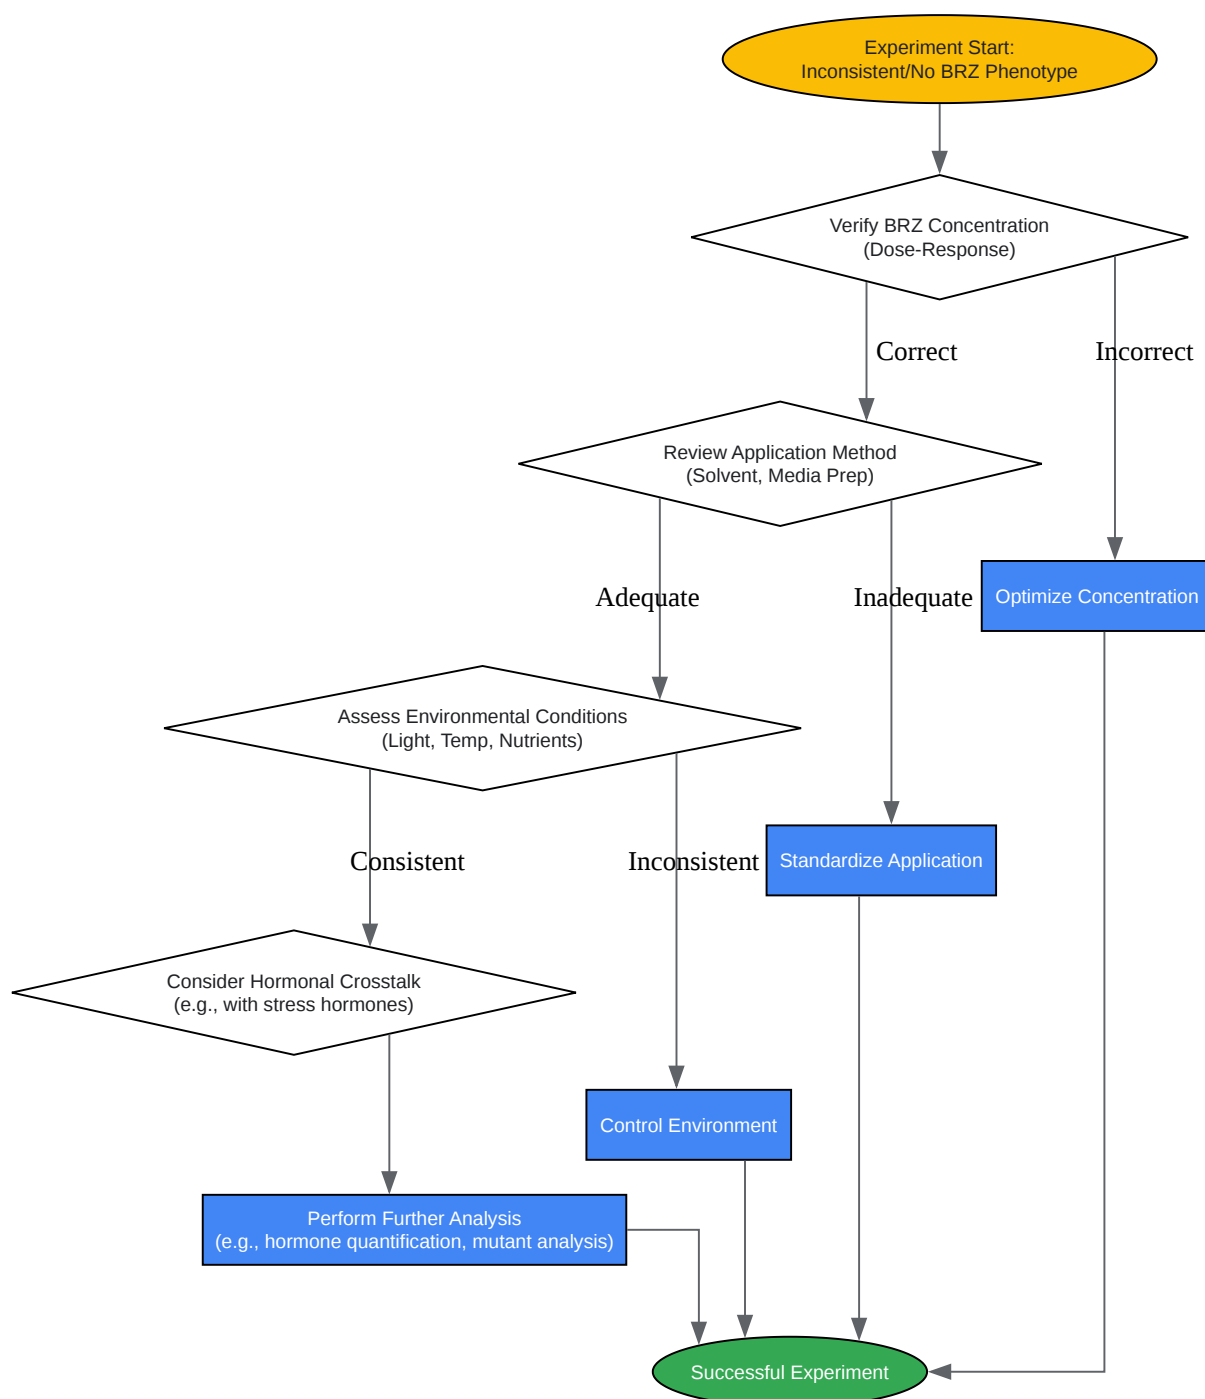 Experiment Start:
Inconsistent/No BRZ Phenotype
Verify BRZ Concentration
(Dose-Response)
Correct
Incorrect
Review Application Method
(Solvent, Media Prep)
Adequate
Inadequate
Optimize Concentration
Assess Environmental Conditions
(Light, Temp, Nutrients)
Consistent
Inconsistent
Standardize Application
Consider Hormonal Crosstalk
(e.g., with stress hormones)
Control Environment
Perform Further Analysis
(e.g., hormone quantification, mutant analysis)
Successful Experiment